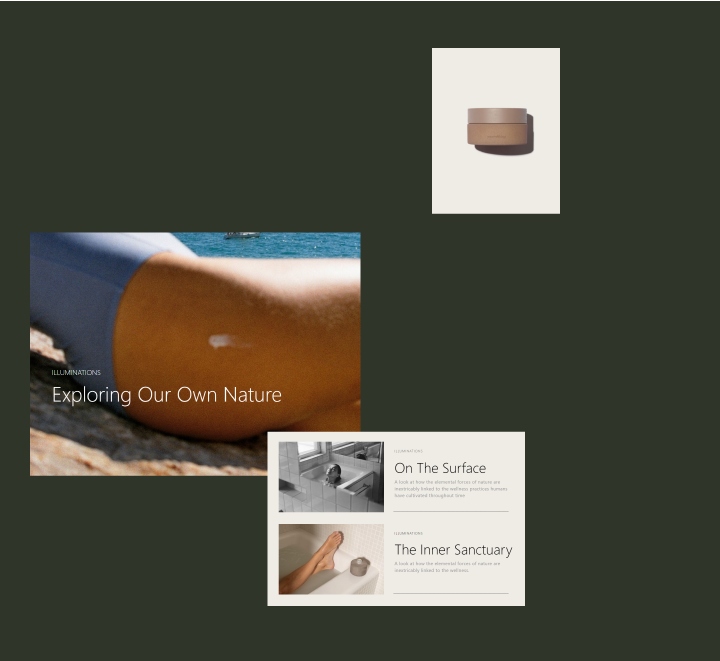 ILLUMINATIONS
Exploring Our Own Nature
ILLUMINATIONS
On The Surface
A look at how the elemental forces of nature are
inextricably linked to the wellness practices humans
have cultivated throughout time
ILLUMINATIONS
The Inner Sanctuary
A look at how the elemental forces of nature are
inextricably linked to the wellness.